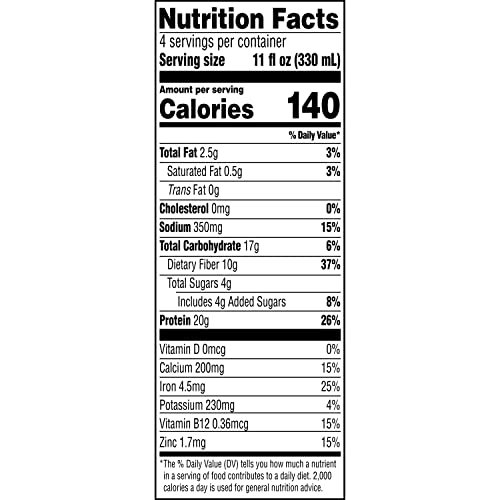 Nutrition Facts
4 servings per container
Serving size 11 fl oz (330 mL)
Amount per serving
Calories 140
% Daily Value*
Total Fat 2.5g 3%
Saturated Fat 0.5g 3%
Trans Fat 0g
Cholesterol 0mg 0%
Sodium 350mg 15%
Total Carbohydrate 17g 6%
Dietary Fiber 10g 37%
Total Sugars 4g
Includes 4g Added Sugars 8%
Protein 20g 26%
Vitamin D 0mcg 0%
Calcium 200mg 15%
Iron 4.5mg 25%
Potassium 230mg 4%
Vitamin B12 0.36mcg 15%
Zinc 1.7mg 15%
*The % Daily Value (DV) tells you how much a nutrient
in a serving of food contributes to a daily diet. 2,000
calories a day is used for general nutrition advice.